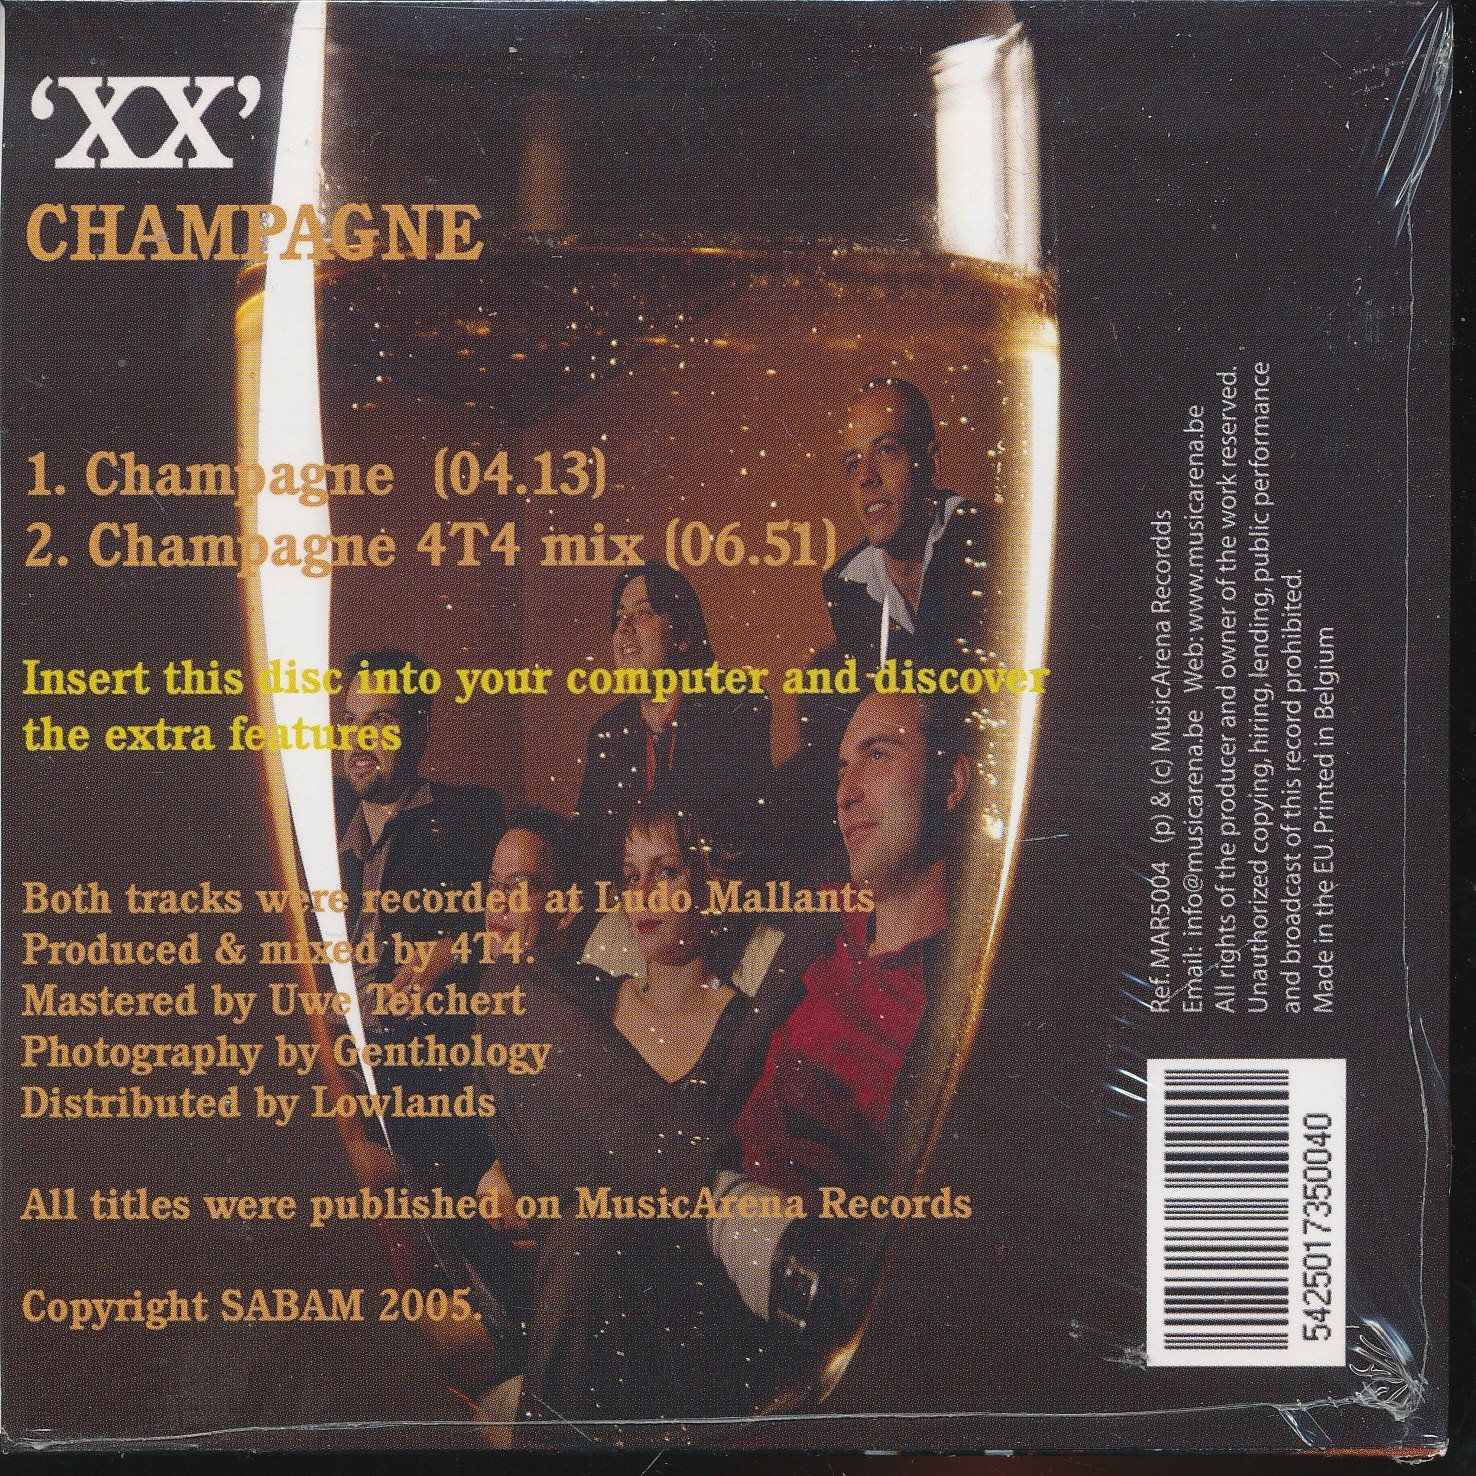 ‘XX’
CHAMPAGNE
1. Champagne (04.13)
2. Champagne 4T4 mix (06.51)
Insert this disc into your computer and discover
the extra features
Both tracks were recorded at Ludo Mallants
Produced & mixed by 4T4.
Mastered by Uwe Teichert
Photography by Genthology
Distributed by Lowlands
All titles were published on MusicArena Records
Copyright SABAM 2005.
Ref.MAR5004 (p) & (c) MusicArena Records
Email: info@musicarena.be Web: www.musicarena.be
All rights of the producer and owner of the work reserved.
Unauthorized copying, hiring, lending, public performance
and broadcast of this record prohibited.
Made in the EU. Printed in Belgium
5425017350040